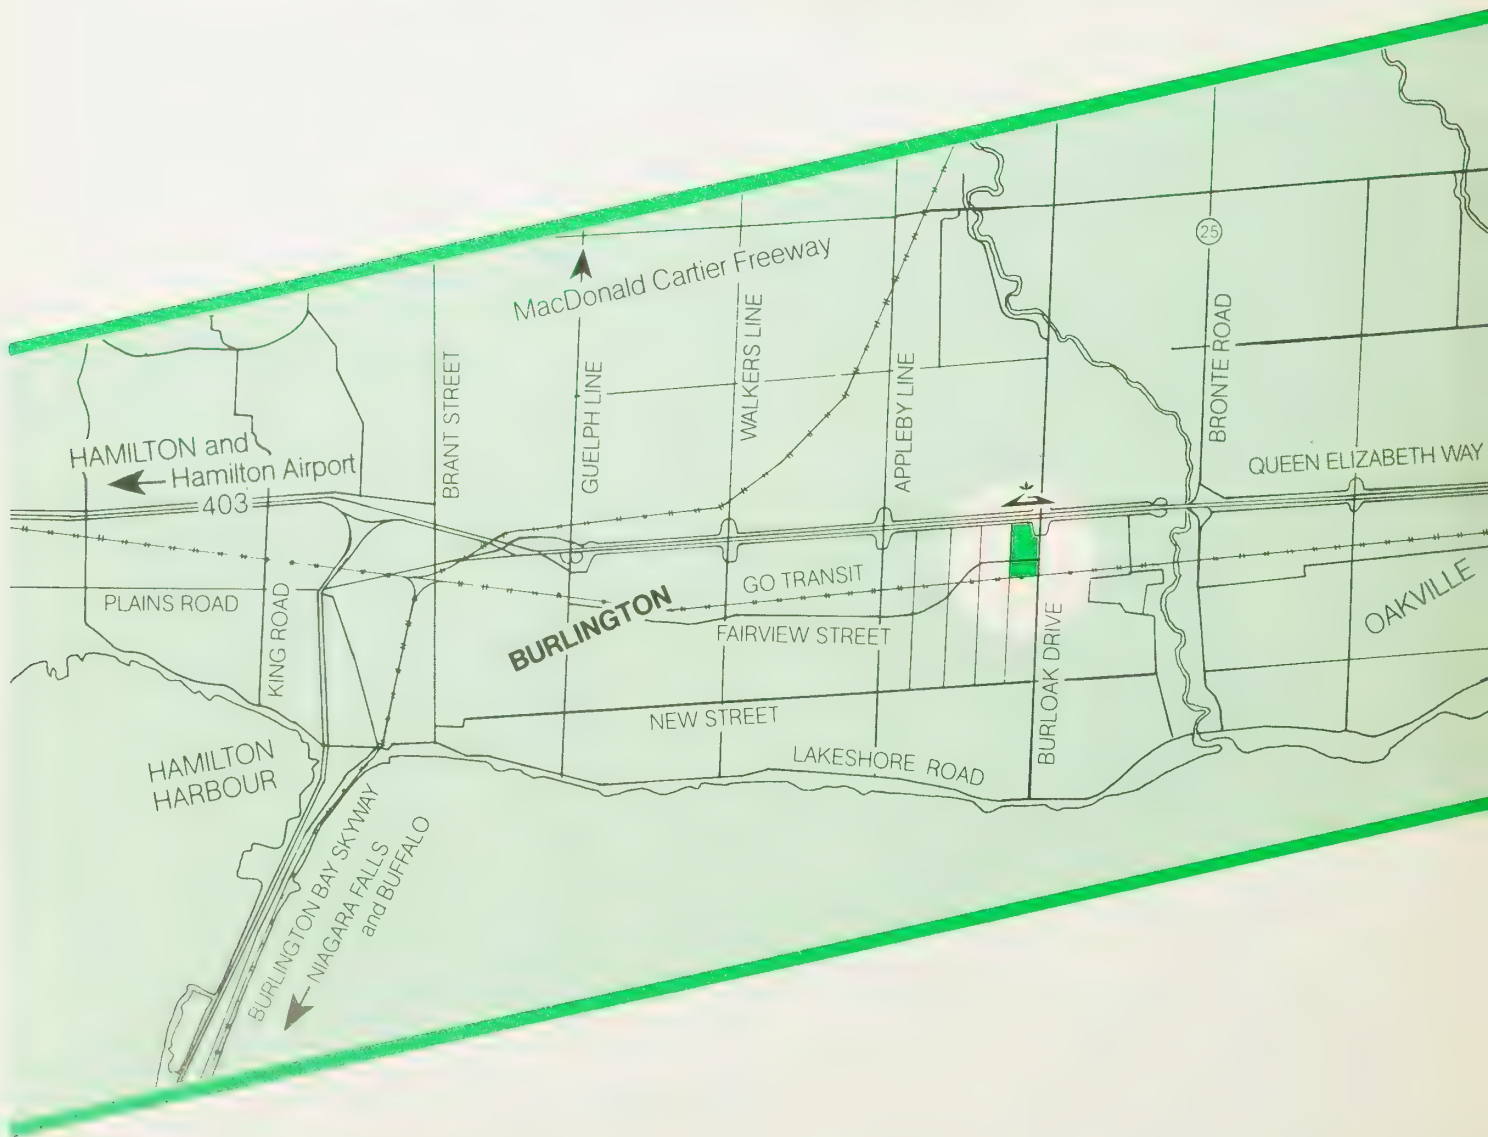 MacDonald Cartier Freeway
25
BRANT STREET
GUELPH LINE
WALKERS LINE
APPLEBY LINE
BRONTE ROAD
HAMILTON and
Hamilton Airport
403
QUEEN ELIZABETH WAY
PLAINS ROAD
KING ROAD
BURLINGTON
GO TRANSIT
FAIRVIEW STREET
BURLOAK DRIVE
OAKVILLE
NEW STREET
LAKESHORE ROAD
HAMILTON
HARBOUR
BURLINGTON BAY SKYWAY
NIAGARA FALLS
and BUFFALO